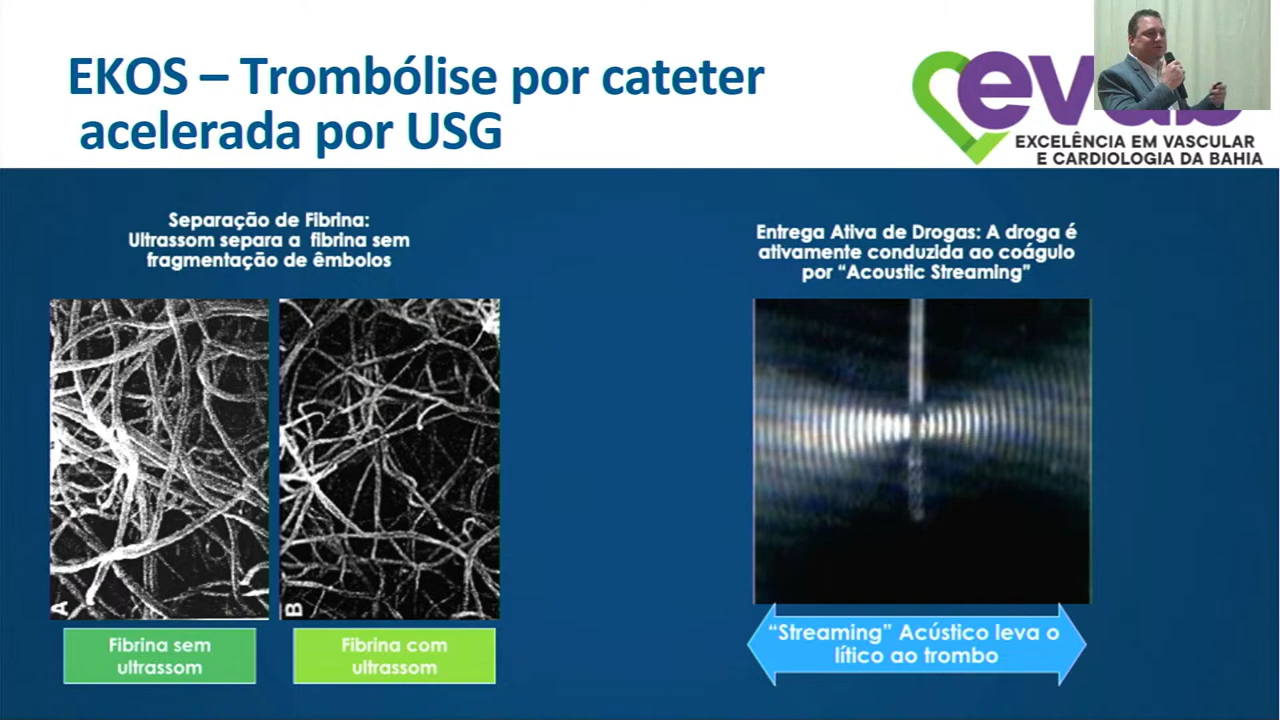 EKOS – Trombólise por cateter
acelerada por USG
EXCELÊNCIA EM VASCULAR
E CARDIOLOGIA DA BAHIA
Separação de Fibrina:
Ultrassom separa a fibrina sem
fragmentação de êmbolos
A
B
Fibrina sem
ultrassom
Fibrina com
ultrassom
Entrega Ativa de Drogas: A droga é
ativamente conduzida ao coágulo
por “Acoustic Streaming”
“Streaming” Acústico leva o
lítico ao trombo